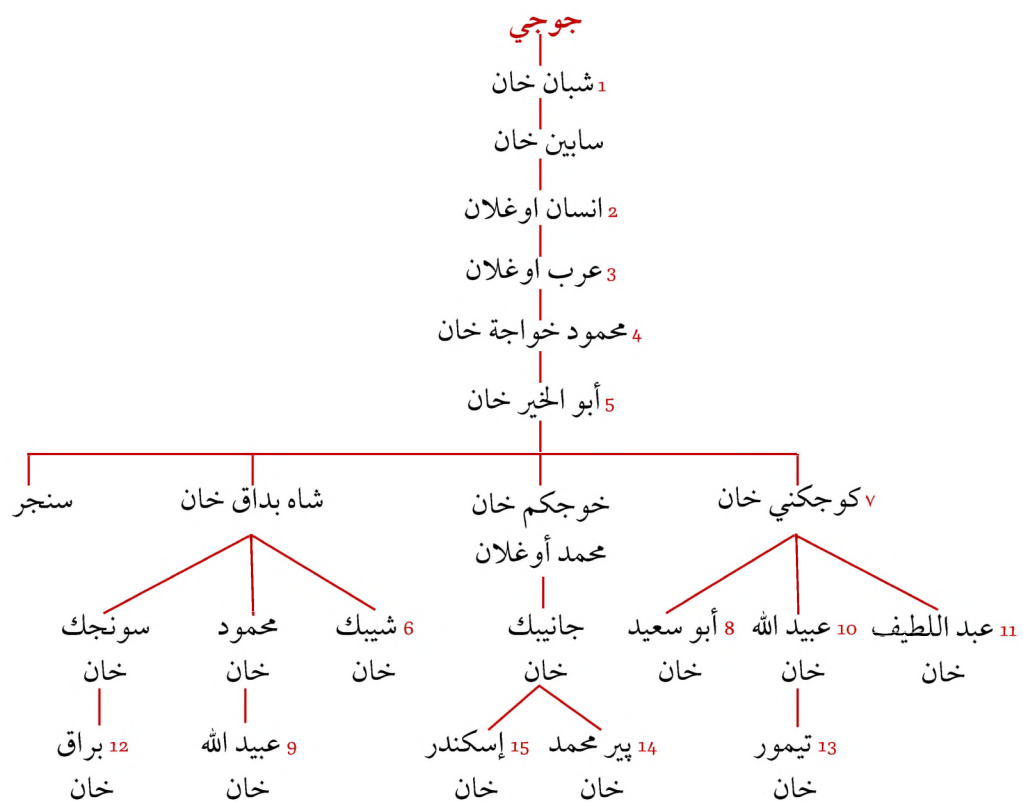 جوجي
1 شبان خان
سابين خان
2 انسان اوغلان
3 عرب اوغلان
4 محمود خواجة خان
5 أبو الخير خان
٧ كوجكنجي خان
خوجكم خان
محمد أوغلان
شاه بداق خان
سنجر
11 عبد اللطيف
خان
10 عبيد الله
خان
8 أبو سعيد
خان
جانيبك
خان
6 شيبك
خان
محمود
خان
سونجك
خان
13 تيمور
خان
14 پير محمد
خان
15 إسكندر
خان
9 عبيد الله
خان
12 براق
خان